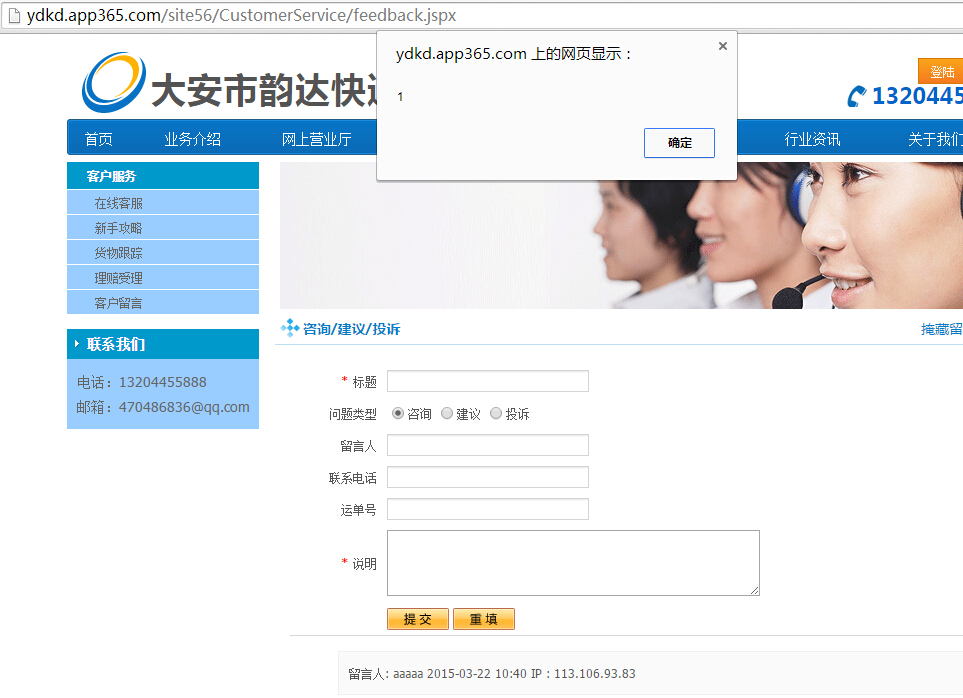 ydkd.app365.com/site56/CustomerService/feedback.jspx
ydkd.app365.com 上的网页显示：
1
确定
大安市韵达快
登陆
1320445
首页 业务介绍 网上营业厅 行业资讯 关于我们
客户服务
在线客服
新手攻略
货物跟踪
理赔受理
客户留言
联系我们
电话：13204455888
邮箱：470486836@qq.com
咨询/建议/投诉
掩藏留
* 标题
问题类型 咨询 建议 投诉
留言人
联系电话
运单号
* 说明
提 交 重 填
留言人: aaaaa 2015-03-22 10:40 IP：113.106.93.83